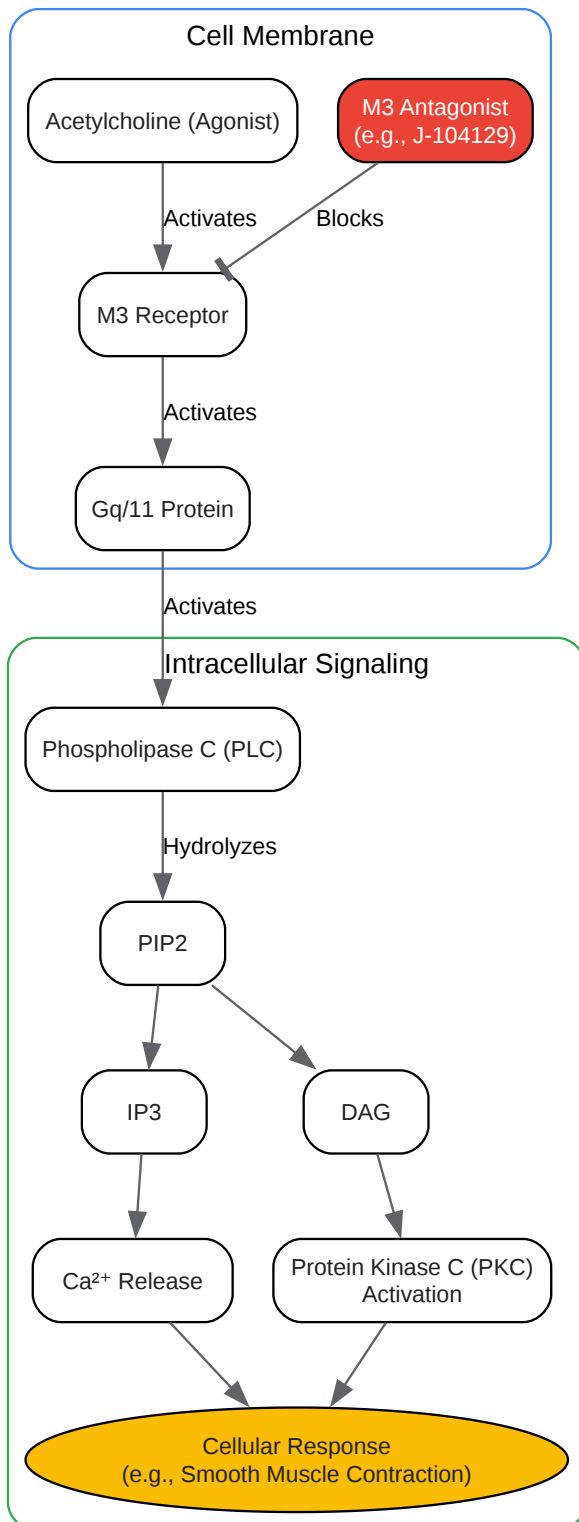 Cell Membrane
Acetylcholine (Agonist)
M3 Antagonist
(e.g., J-104129)
Activates
Blocks
M3 Receptor
Activates
Gq/11 Protein
Activates
Intracellular Signaling
Phospholipase C (PLC)
Hydrolyzes
PIP2
IP3
DAG
Ca²⁺ Release
Protein Kinase C (PKC)
Activation
Cellular Response
(e.g., Smooth Muscle Contraction)